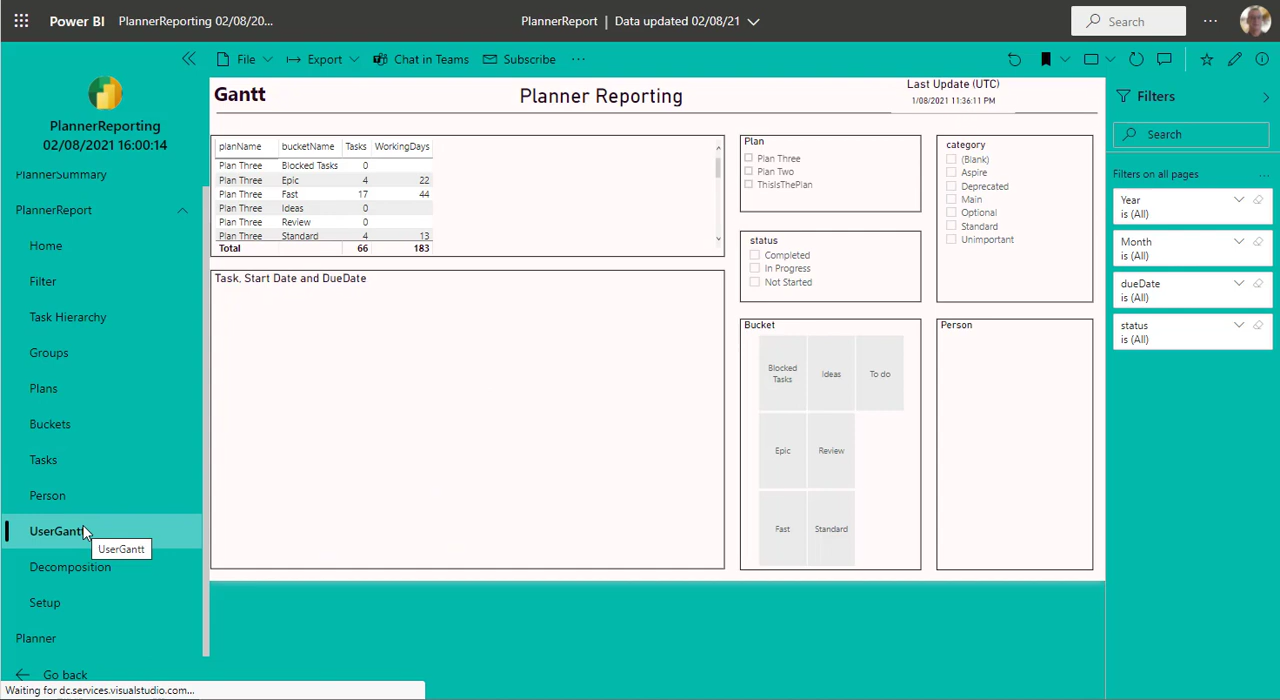 Power BI PlannerReporting 02/08/20... PlannerReport | Data updated 02/08/21 Search ...
File Export Chat in Teams Subscribe ...
PlannerReporting
02/08/2021 16:00:14
PlannerSummary
PlannerReport
Home
Filter
Task Hierarchy
Groups
Plans
Buckets
Tasks
Person
UserGantt
UserGantt
Decomposition
Setup
Planner
Go back
Waiting for dc.services.visualstudio.com...
Gantt
Planner Reporting
Last Update (UTC)
1/08/2021 11:36:11 PM
planName bucketName Tasks WorkingDays
Plan Three Blocked Tasks 0
Plan Three Epic 4 22
Plan Three Fast 17 44
Plan Three Ideas 0
Plan Three Review 0
Plan Three Standard 4 13
Total 66 183
Task, Start Date and DueDate
Plan
Plan Three
Plan Two
ThisIsThePlan
status
Completed
In Progress
Not Started
category
(Blank)
Aspire
Deprecated
Main
Optional
Standard
Unimportant
Bucket
Blocked
Tasks
Ideas
To do
Epic
Review
Fast
Standard
Person
Filters
Search
Filters on all pages ...
Year
is (All)
Month
is (All)
dueDate
is (All)
status
is (All)